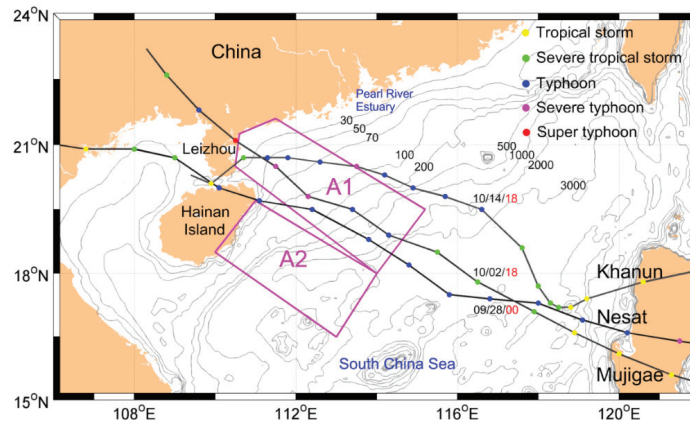 24°N
21°N
18°N
15°N
108°E
112°E
116°E
120°E
China
Pearl River
Estuary
Leizhou
Hainan
Island
A1
A2
30
50
70
100
200
500
1000
2000
3000
10/14/18
10/02/18
09/28/00
Khanun
Nesat
Mujigae
South China Sea
Tropical storm
Severe tropical storm
Typhoon
Severe typhoon
Super typhoon